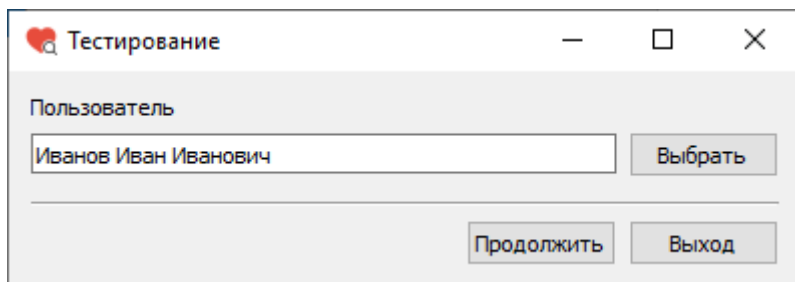 Тестирование
Пользователь
Иванов Иван Иванович Выбрать
Продолжить Выход